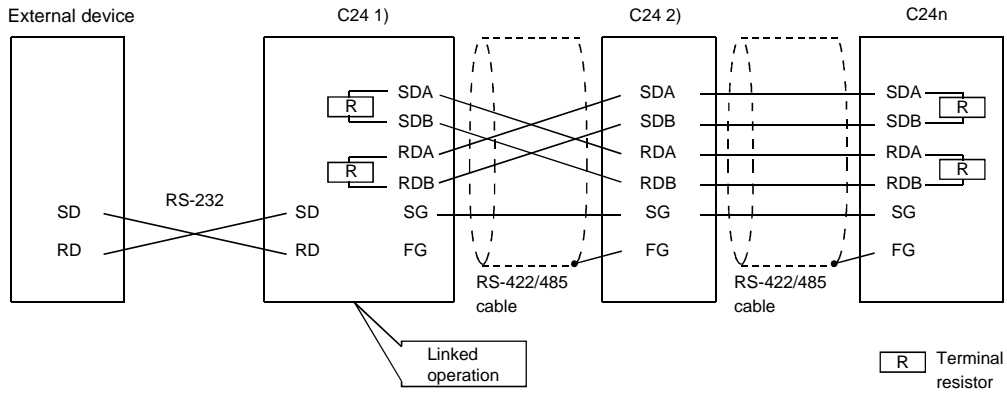 External device
C24 1)
C24 2)
C24n
SDA
SDA
SDA
R
R
SDB
SDB
SDB
RDA
RDA
RDA
R
R
RDB
RDB
RDB
RS-232
SD
SD
SG
SG
SG
RD
RD
FG
FG
FG
RS-422/485
cable
RS-422/485
cable
Linked
operation
R
Terminal
resistor